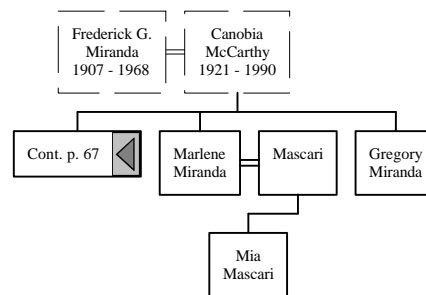 Frederick G.
Miranda
1907 - 1968
Canobia
McCarthy
1921 - 1990
Cont. p. 67
Marlene
Miranda
Mascari
Gregory
Miranda
Mia
Mascari